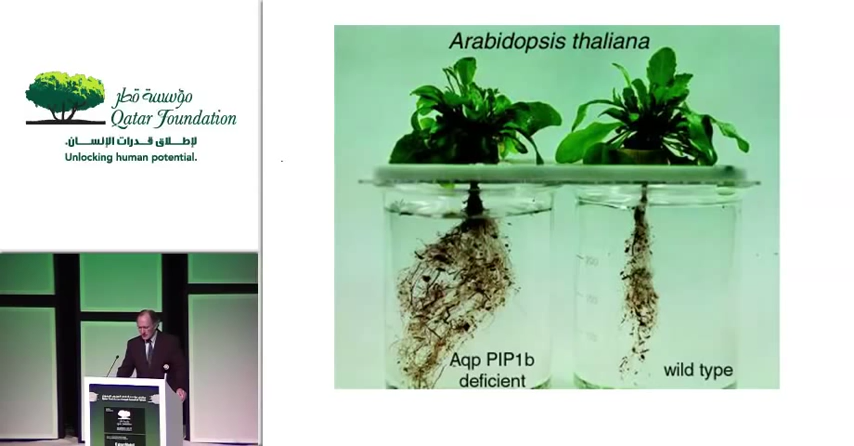 مؤسسة قطر
Qatar Foundation
لإطلاق قدرات الإنسان.
Unlocking human potential.
Arabidopsis thaliana
Aqp PIP1b
deficient
wild type